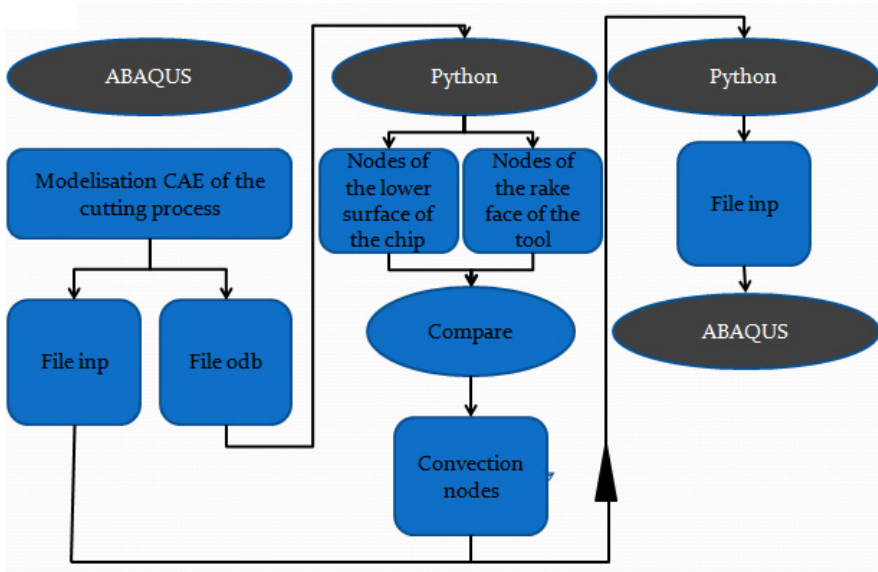 ABAQUS
Modelisation CAE of the
cutting process
File inp
File odb
Python
Nodes of
the lower
surface of
the chip
Nodes of
the rake
face of the
tool
Compare
Convection
nodes
Python
File inp
ABAQUS